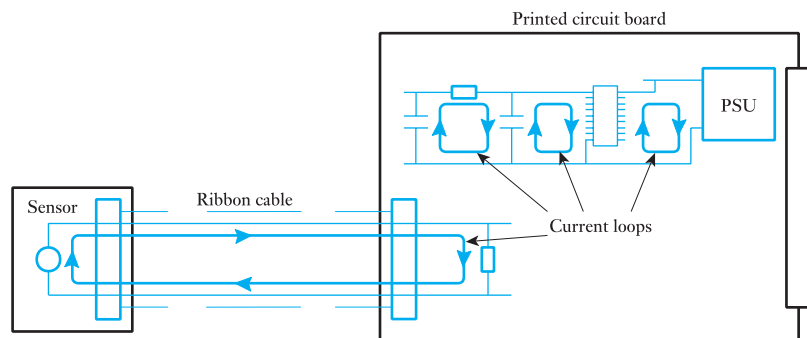 Printed circuit board
PSU
Sensor
Ribbon cable
Current loops